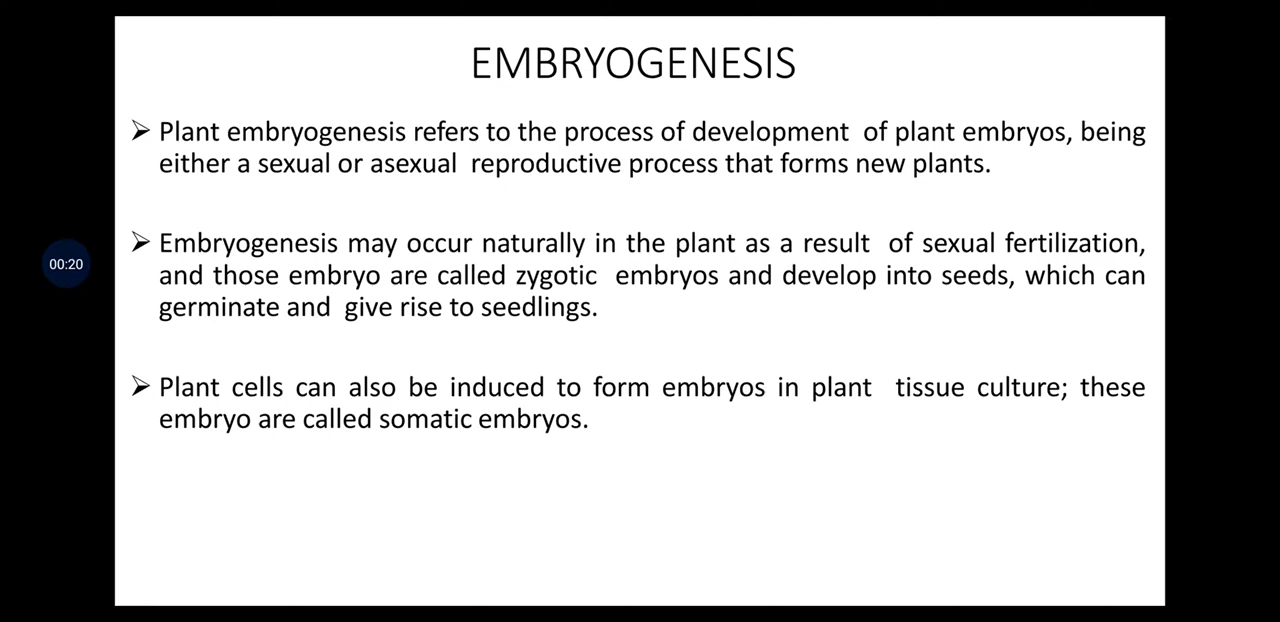 EMBRYOGENESIS
➢ Plant embryogenesis refers to the process of development of plant embryos, being
either a sexual or asexual reproductive process that forms new plants.
➢ Embryogenesis may occur naturally in the plant as a result of sexual fertilization,
00:20
and those embryo are called zygotic embryos and develop into seeds, which can
germinate and give rise to seedlings.
➢ Plant cells can also be induced to form embryos in plant tissue culture; these
embryo are called somatic embryos.